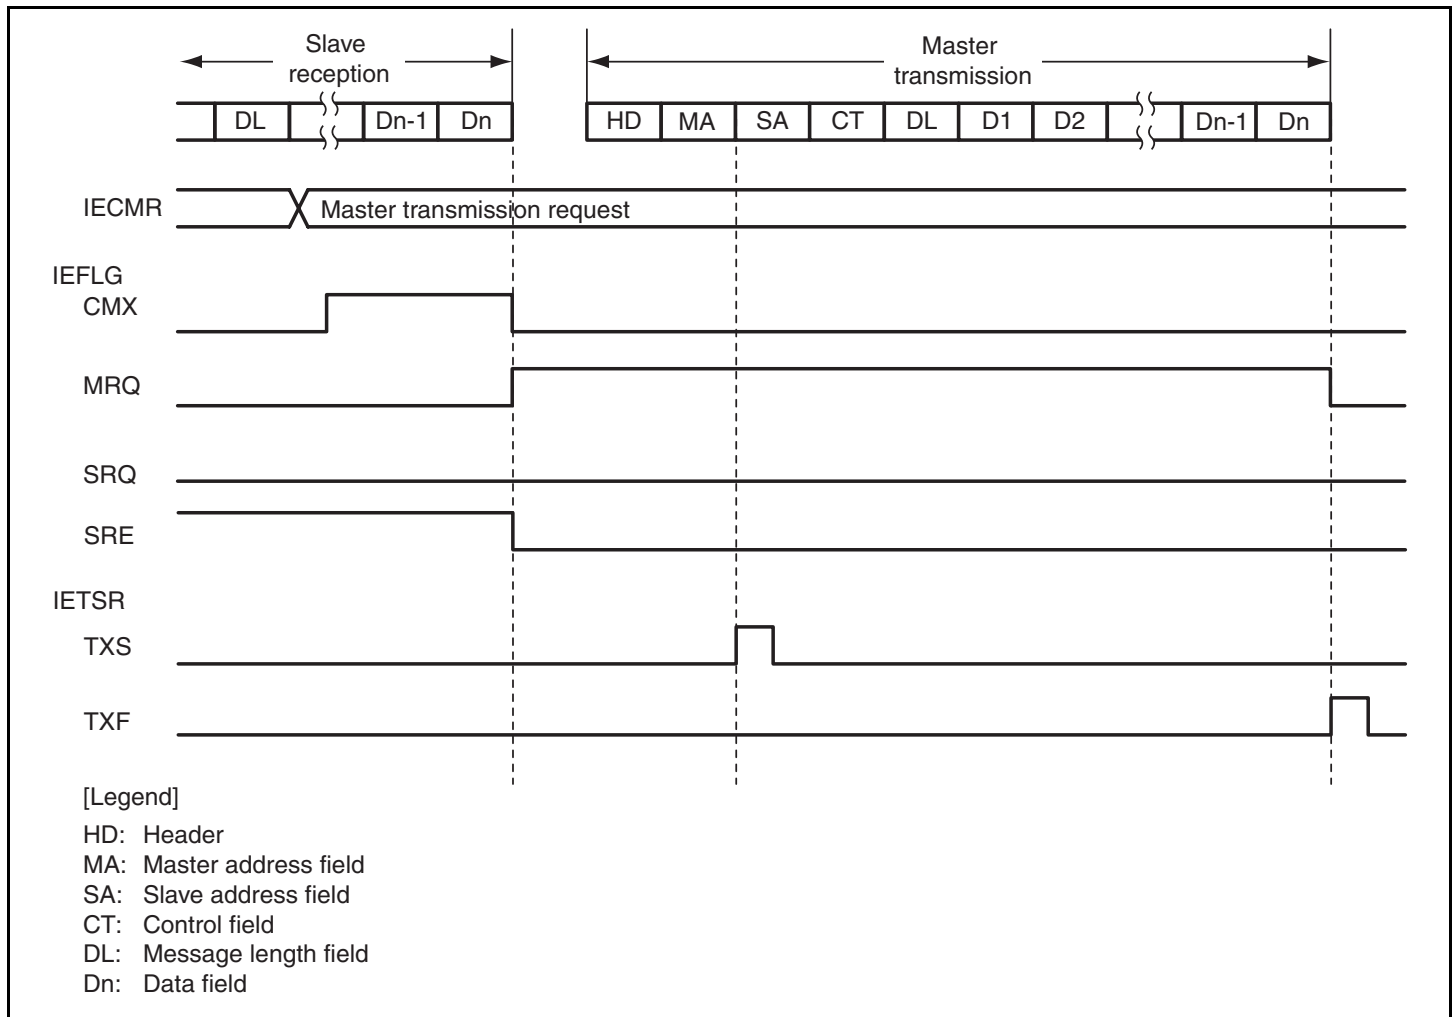 Slave
reception
Master
transmission
DL Dn-1 Dn HD MA SA CT DL D1 D2 Dn-1 Dn
IECMR Master transmission request
IEFLG
CMX
MRQ
SRQ
SRE
IETSR
TXS
TXF
[Legend]
HD: Header
MA: Master address field
SA: Slave address field
CT: Control field
DL: Message length field
Dn: Data field